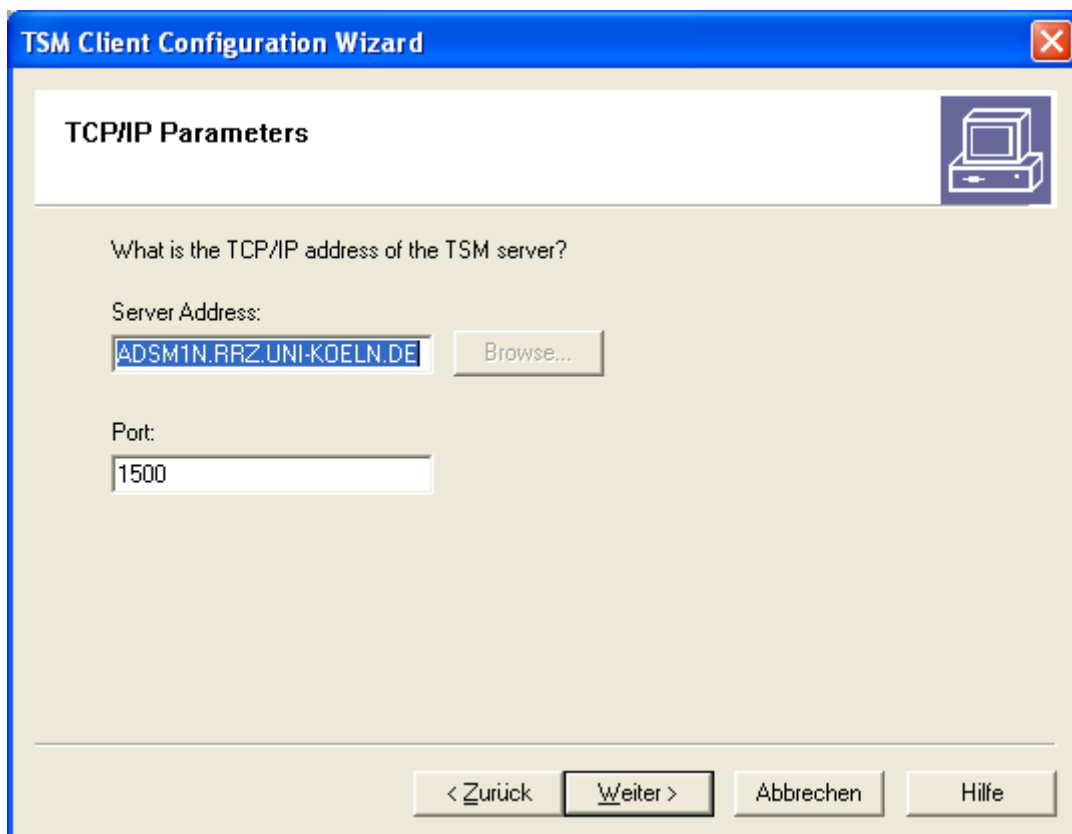 TSM Client Configuration Wizard
TCP/IP Parameters
What is the TCP/IP address of the TSM server?
Server Address:
ADSM1N.RRZ.UNI-KOELN.DE
Browse...
Port:
1500
< Zurück
Weiter >
Abbrechen
Hilfe